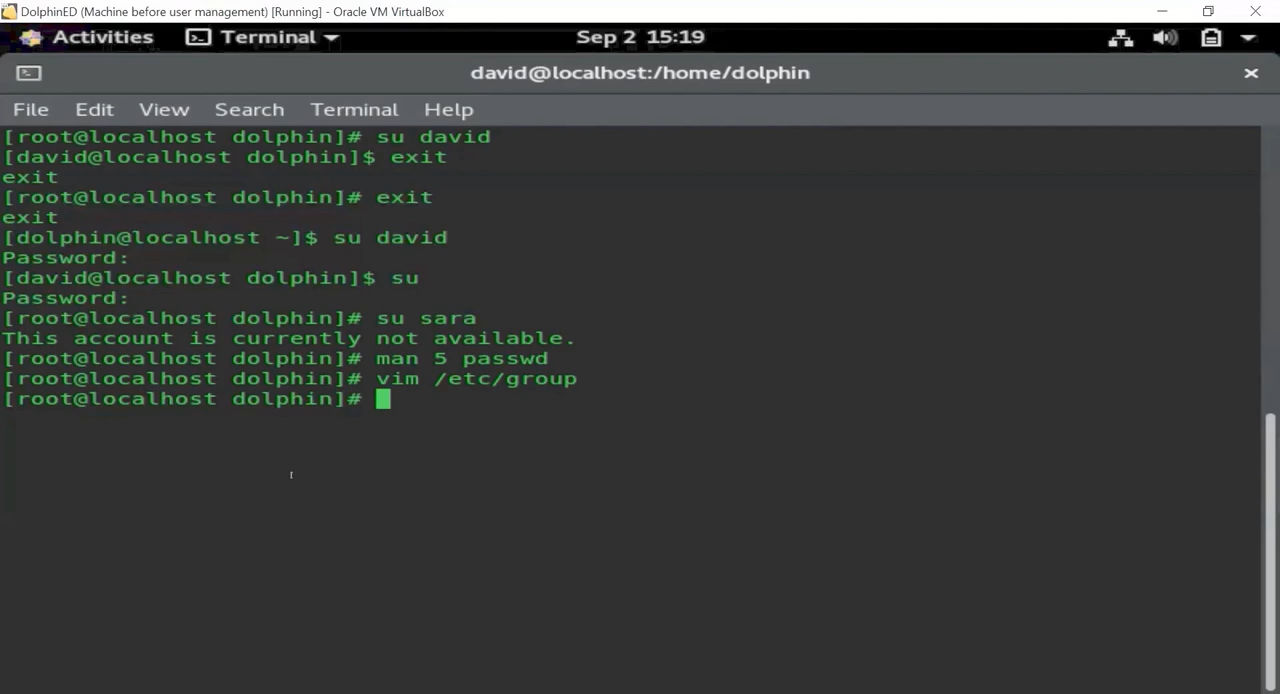 DolphinED (Machine before user management) [Running] - Oracle VM VirtualBox
Activities Terminal Sep 2 15:19
david@localhost:/home/dolphin
File Edit View Search Terminal Help
[root@localhost dolphin]# su david
[david@localhost dolphin]$ exit
exit
[root@localhost dolphin]# exit
exit
[dolphin@localhost ~]$ su david
Password:
[david@localhost dolphin]$ su
Password:
[root@localhost dolphin]# su sara
This account is currently not available.
[root@localhost dolphin]# man 5 passwd
[root@localhost dolphin]# vim /etc/group
[root@localhost dolphin]#